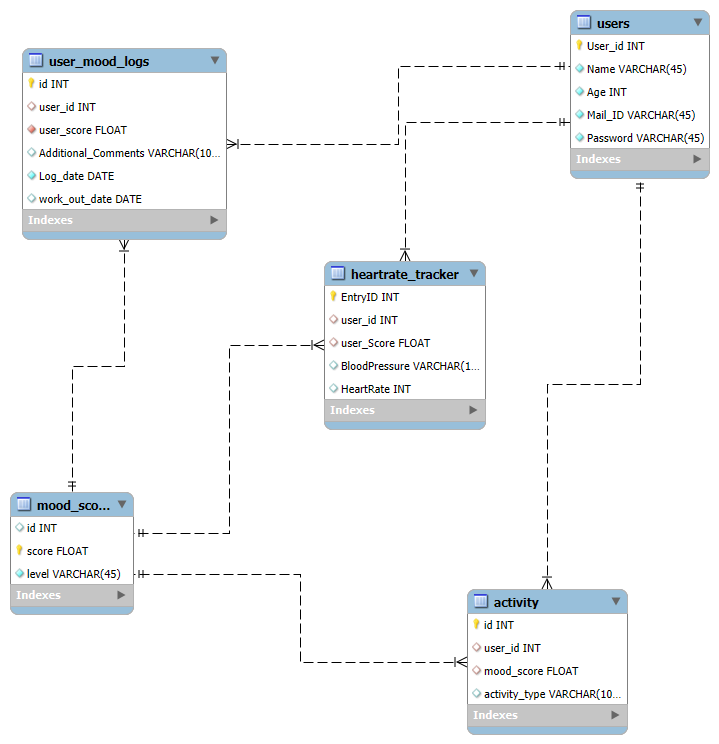 users
User_id INT
Name VARCHAR(45)
Age INT
Mail_ID VARCHAR(45)
Password VARCHAR(45)
Indexes
user_mood_logs
id INT
user_id INT
user_score FLOAT
Additional_Comments VARCHAR(10...
Log_date DATE
work_out_date DATE
Indexes
heartrate_tracker
EntryID INT
user_id INT
user_Score FLOAT
BloodPressure VARCHAR(1...
HeartRate INT
Indexes
mood_sco...
id INT
score FLOAT
level VARCHAR(45)
Indexes
activity
id INT
user_id INT
mood_score FLOAT
activity_type VARCHAR(10...
Indexes